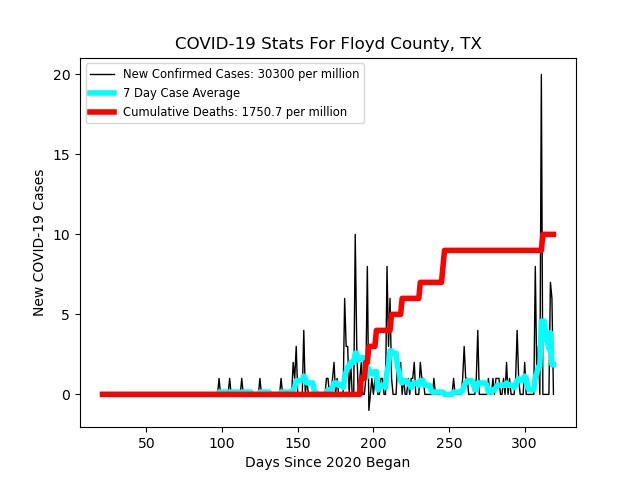 COVID-19 Stats For Floyd County, TX
New Confirmed Cases: 30300 per million
7 Day Case Average
Cumulative Deaths: 1750.7 per million
New COVID-19 Cases
20
15
10
5
0
50 100 150 200 250 300
Days Since 2020 Began